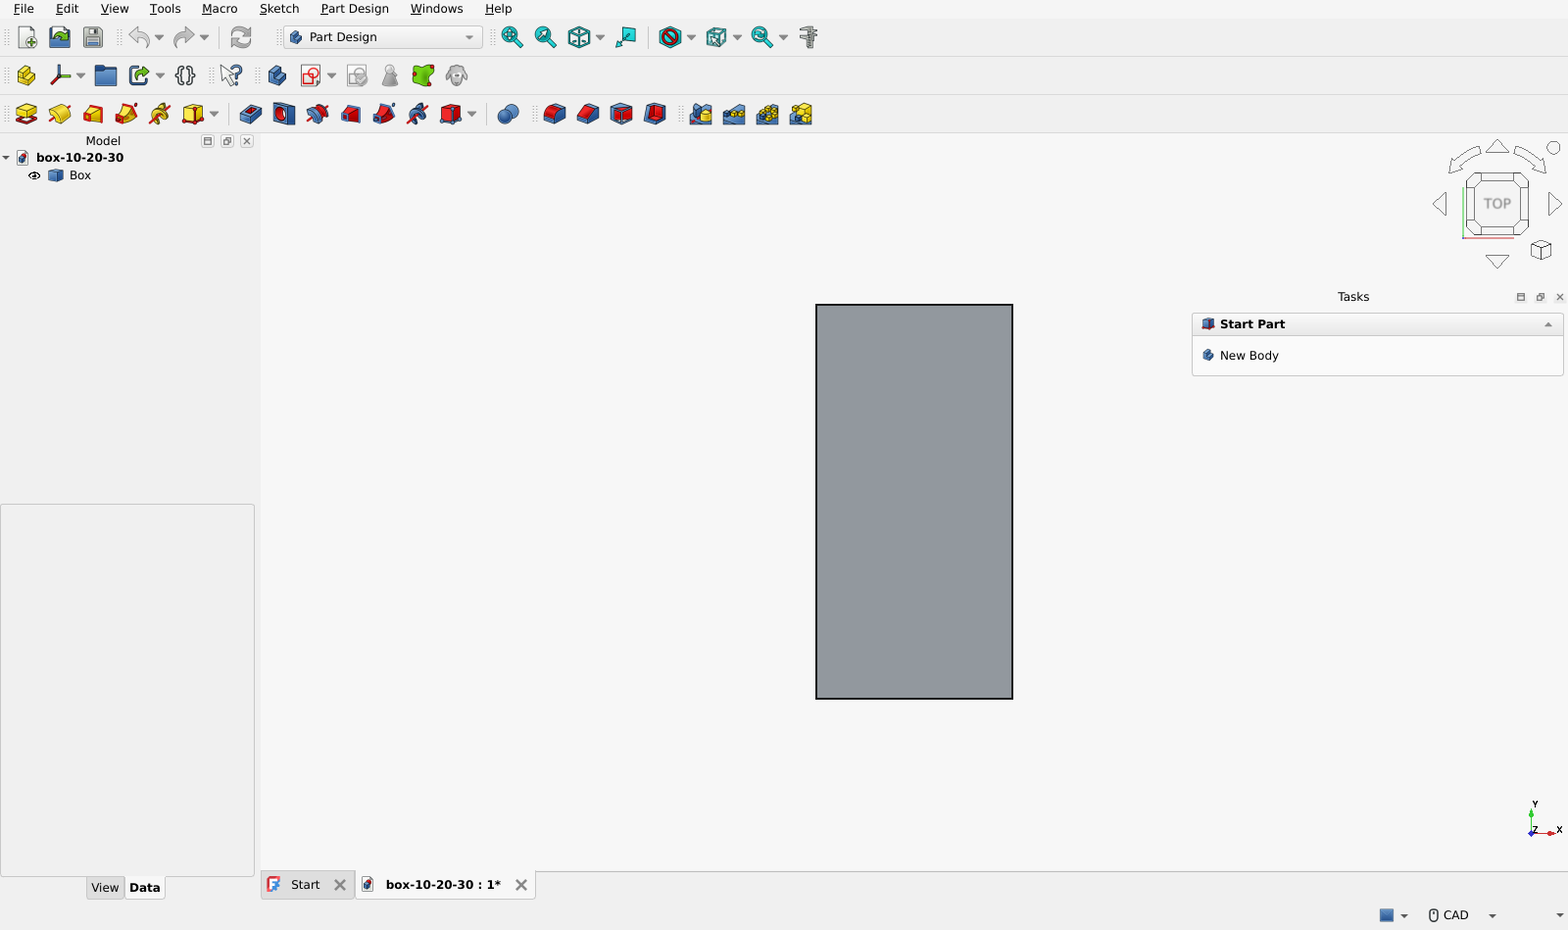 File Edit View Tools Macro Sketch Part Design Windows Help
Part Design
Model
box-10-20-30
Box
TOP
Tasks
Start Part
New Body
Y
Z X
View Data
Start box-10-20-30 : 1*
CAD